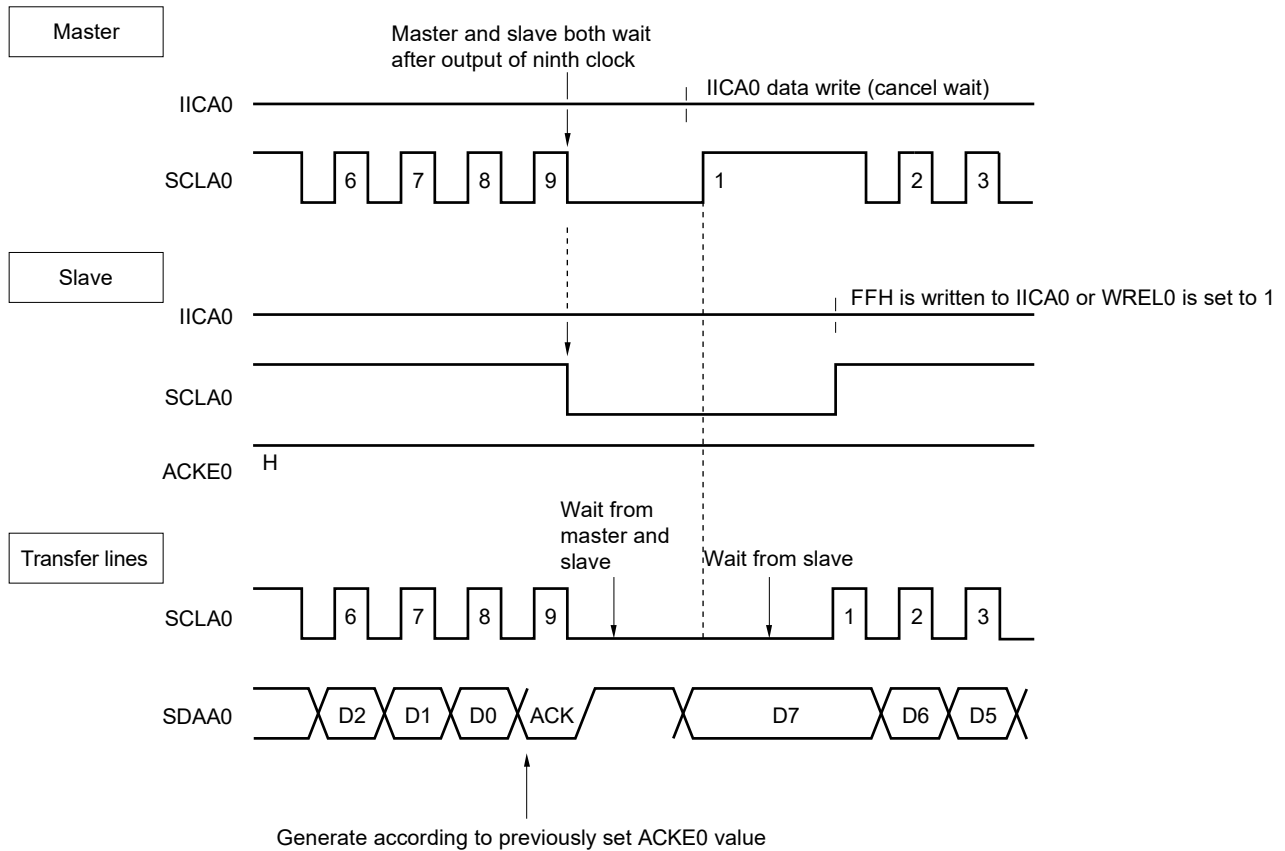 Master
Master and slave both wait
after output of ninth clock
IICA0
IICA0 data write (cancel wait)
SCLA0
6 7 8 9 1 2 3
Slave
IICA0
FFH is written to IICA0 or WREL0 is set to 1
SCLA0
ACKE0
H
Transfer lines
Wait from
master and
slave
Wait from slave
SCLA0
6 7 8 9 1 2 3
SDAA0
D2 D1 D0 ACK D7 D6 D5
Generate according to previously set ACKE0 value